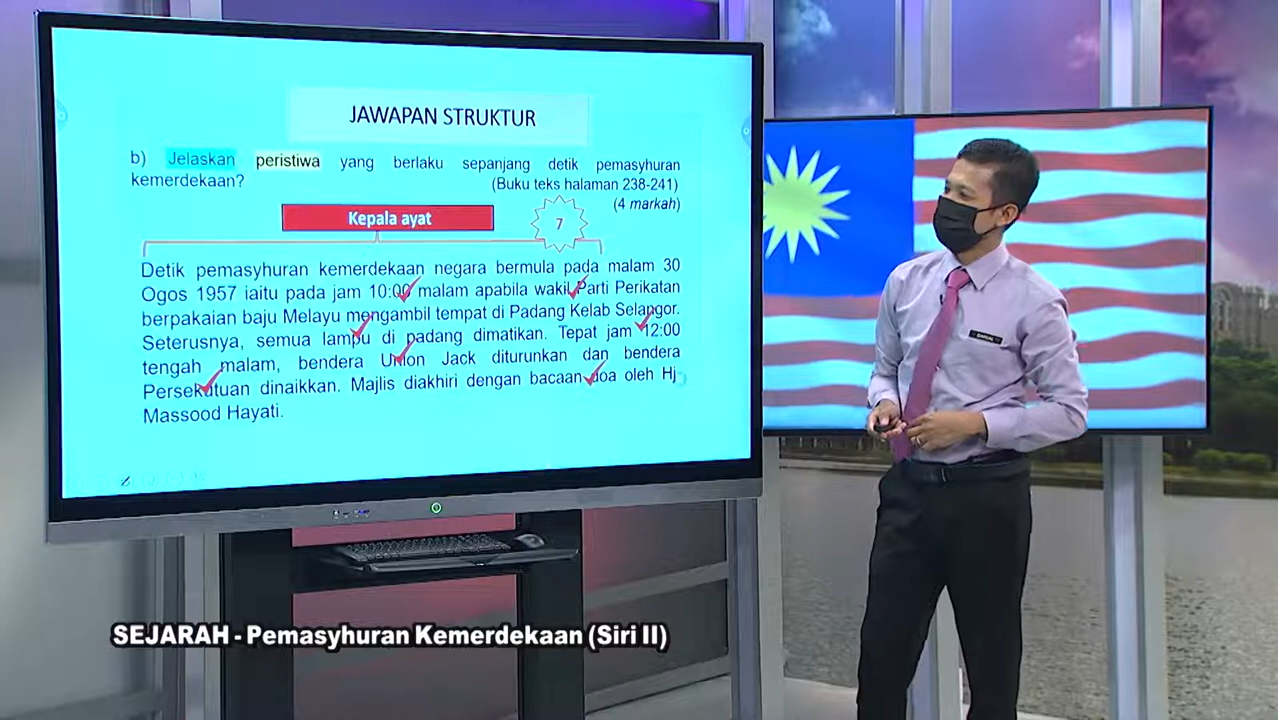 JAWAPAN STRUKTUR
b) Jelaskan peristiwa yang berlaku sepanjang detik pemasyhuran
kemerdekaan? (Buku teks halaman 238-241)
(4 markah)
Kepala ayat
7
Detik pemasyhuran kemerdekaan negara bermula pada malam 30
Ogos 1957 iaitu pada jam 10:00 malam apabila wakil Parti Perikatan
berpakaian baju Melayu mengambil tempat di Padang Kelab Selangor.
Seterusnya, semua lampu di padang dimatikan. Tepat jam 12:00
tengah malam, bendera Union Jack diturunkan dan bendera
Persekutuan dinaikkan. Majlis diakhiri dengan bacaan doa oleh Hj
Massood Hayati.
SEJARAH - Pemasyhuran Kemerdekaan (Siri II)